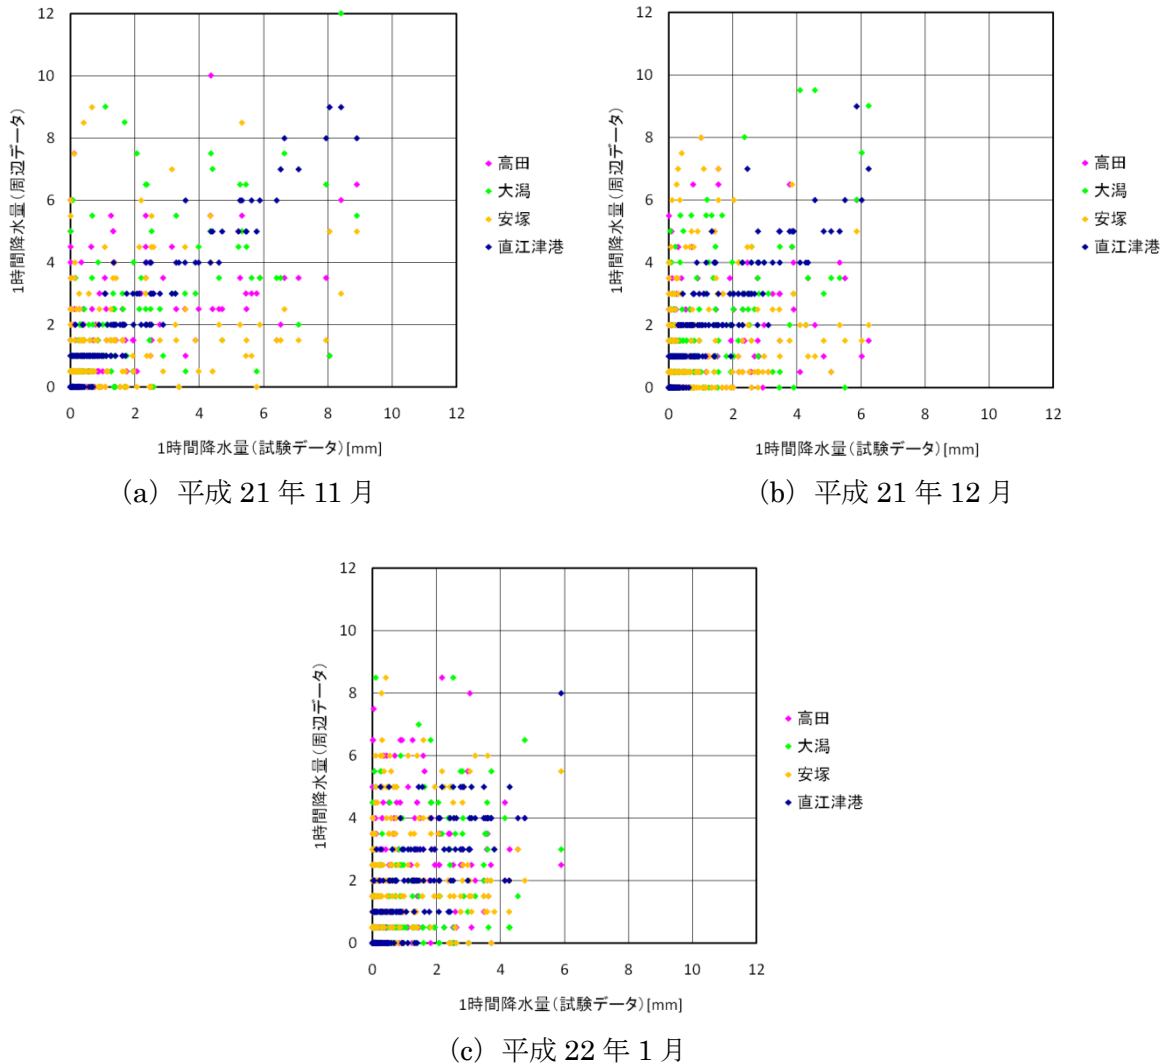 12
10
8
6
4
2
0
1時間降水量(周辺データ)
0 2 4 6 8 10 12
1時間降水量(試験データ)[mm]
高田
大潟
安塚
直江津港
(a) 平成 21 年 11 月
12
10
8
6
4
2
0
1時間降水量(周辺データ)
0 2 4 6 8 10 12
1時間降水量(試験データ)[mm]
高田
大潟
安塚
直江津港
(b) 平成 21 年 12 月
12
10
8
6
4
2
0
1時間降水量(周辺データ)
0 2 4 6 8 10 12
1時間降水量(試験データ)[mm]
高田
大潟
安塚
直江津港
(c) 平成 22 年 1 月